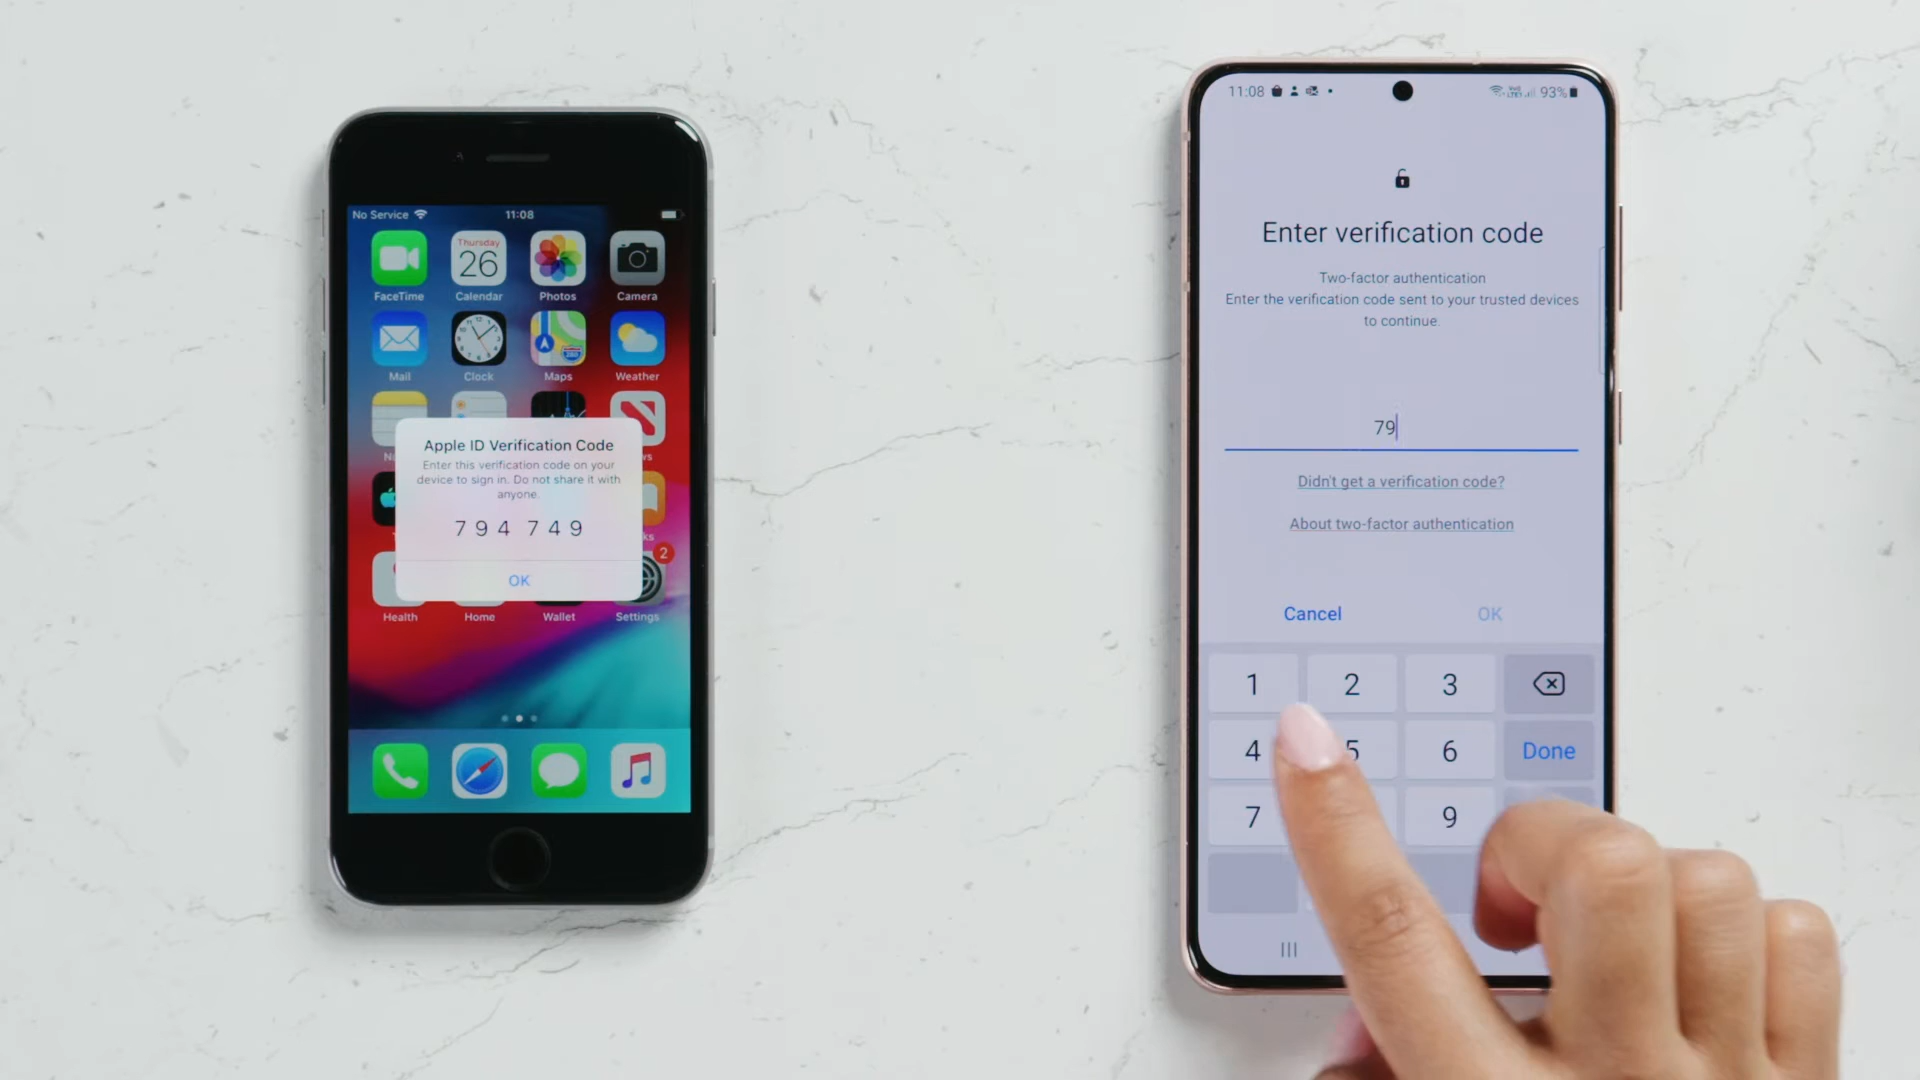 No Service
11:08
Thursday
26
FaceTime
Calendar
Photos
Camera
Mail
Clock
Maps
Weather
Apple ID Verification Code
Enter this verification code on your
device to sign in. Do not share it with
anyone.
794 749
OK
2
Health
Home
Wallet
Settings
11:08
93%
Enter verification code
Two-factor authentication
Enter the verification code sent to your trusted devices
to continue.
79
Didn't get a verification code?
About two-factor authentication
Cancel
OK
1 2 3
4 5 6 Done
7 9